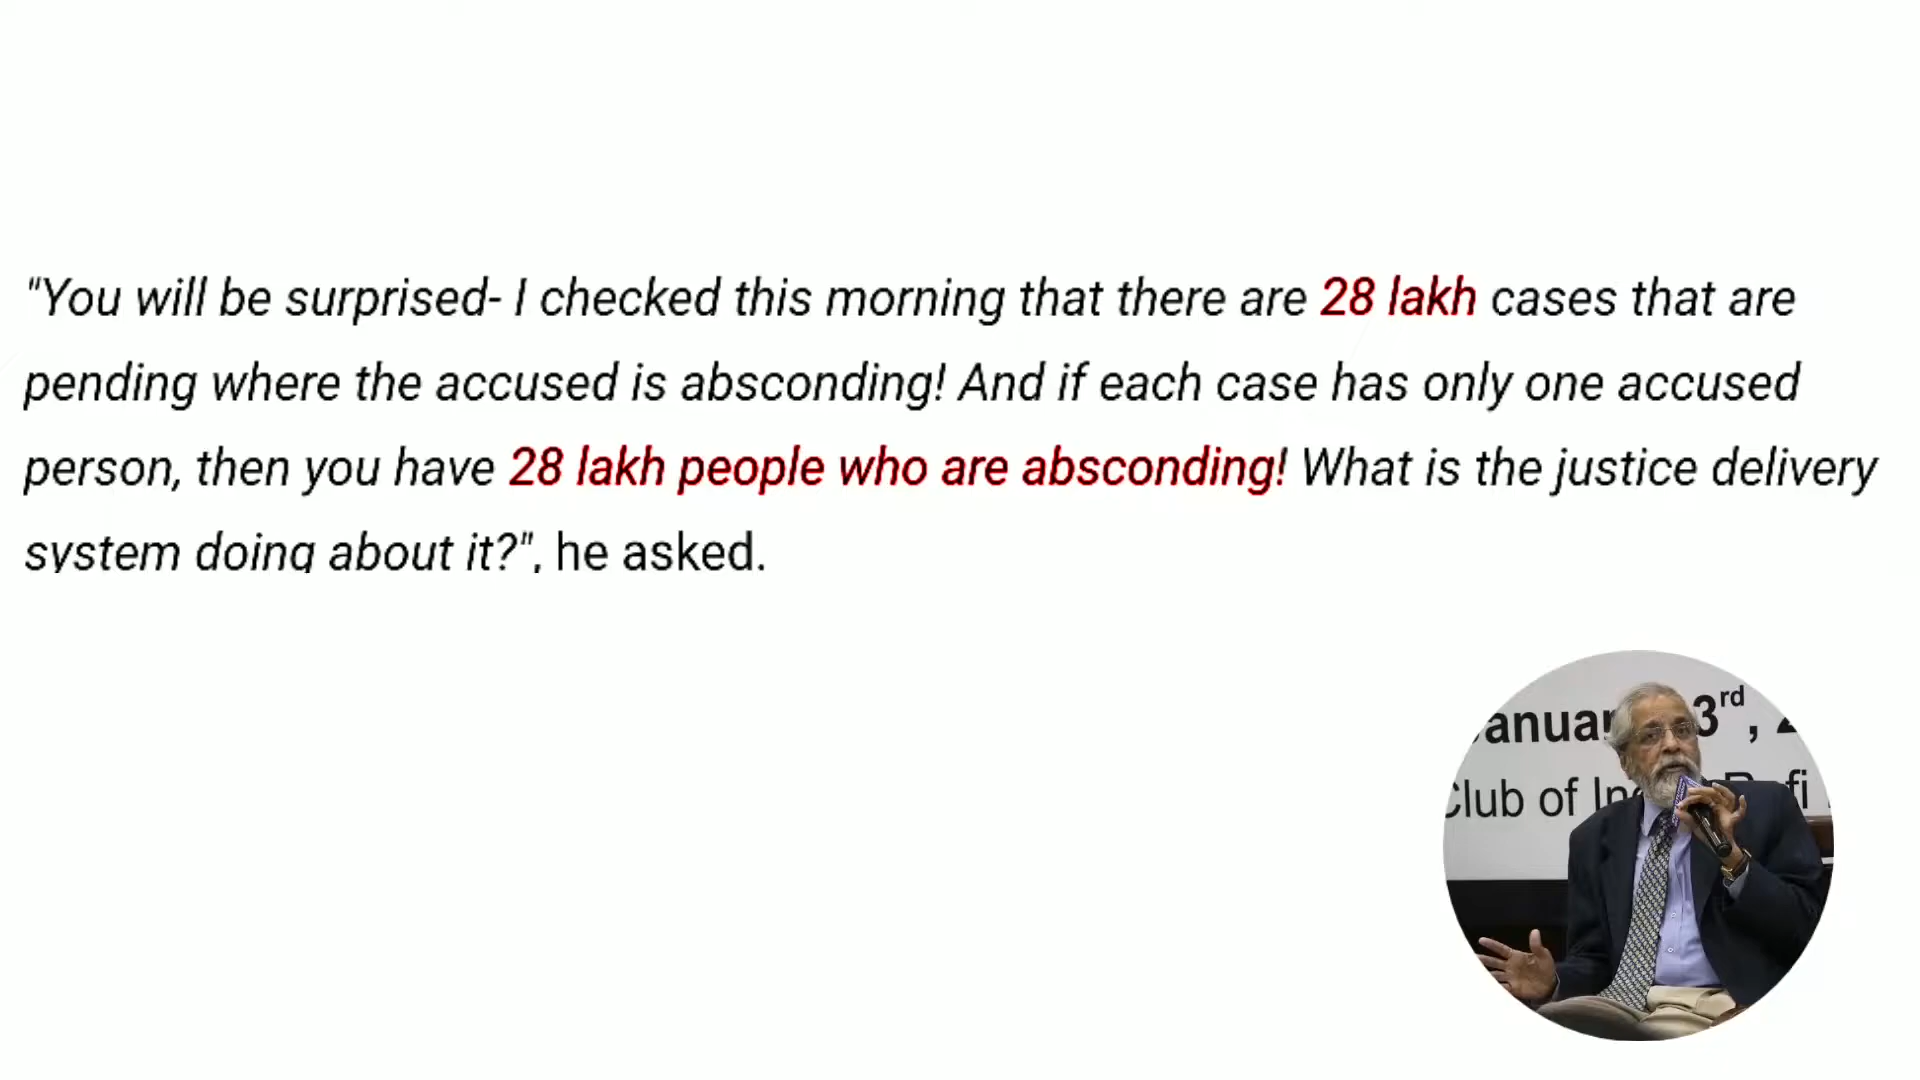 "You will be surprised- I checked this morning that there are 28 lakh cases that are
pending where the accused is absconding! And if each case has only one accused
person, then you have 28 lakh people who are absconding! What is the justice delivery
system doing about it?", he asked.
3rd,
Club of